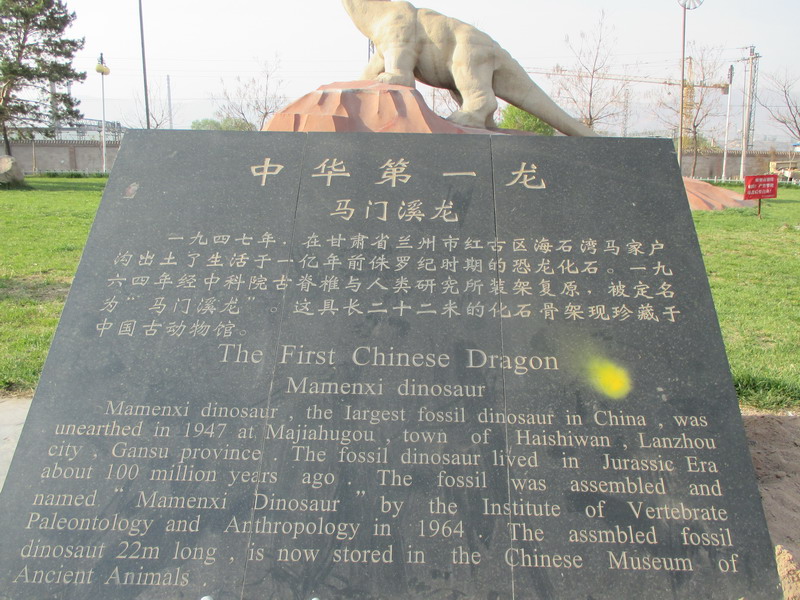 中华第一龙
马门溪龙
一九四七年，在甘肃省兰州市红古区海石湾马家户
沟出土了生活于一亿年前侏罗纪时期的恐龙化石。一九
六四年经中科院古脊椎与人类研究所装架复原，被定名
为“马门溪龙”。这具长二十二米的化石骨架现珍藏于
中国古动物馆。
The First Chinese Dragon
Mamenxi dinosaur
Mamenxi dinosaur , the Iargest fossil dinosaur in China , was
unearthed in 1947 at Majiahugou , town of Haishiwan , Lanzhou
city . Gansu province . The fossil dinosaur lived in Jurassic Era
about 100 million years ago . The fossil was assembled and
named “ Mamenxi Dinosaur ” by the Institute of Vertebrate
Paleontology and Anthropology in 1964 . The assmbled fossil
dinosaut 22m long , is now stored in the Chinese Museum of
Ancient Animals .